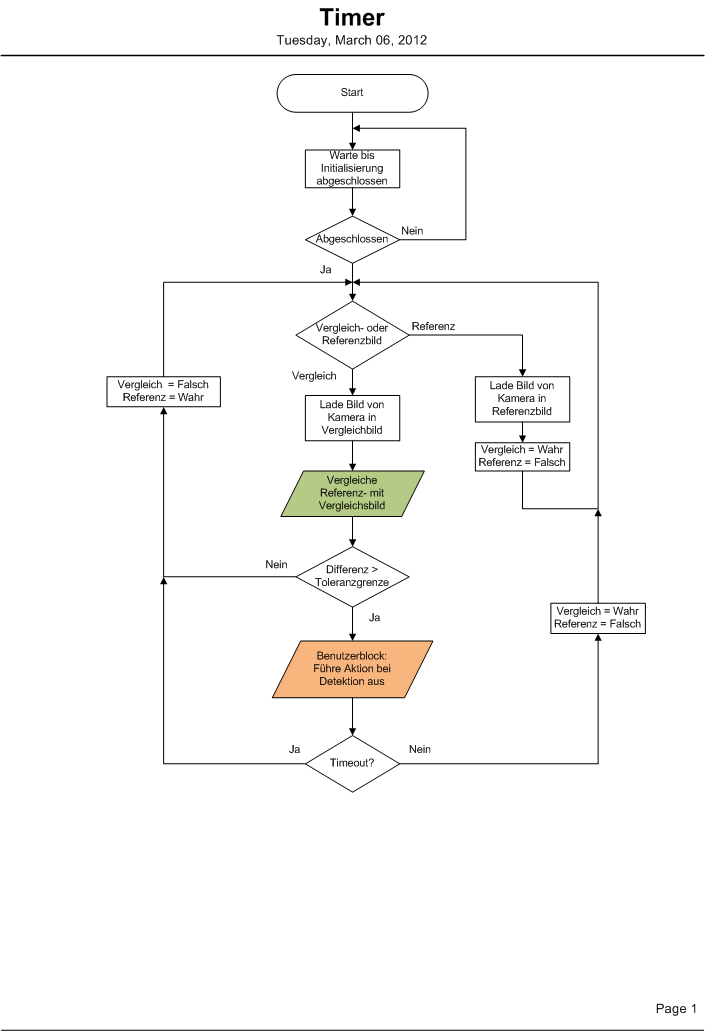 Timer
Tuesday, March 06, 2012
Start
Warte bis
Initialisierung
abgeschlossen
Abgeschlossen
Nein
Ja
Vergleich- oder
Referenzbild
Referenz
Vergleich
Vergleich = Falsch
Referenz = Wahr
Lade Bild von
Kamera in
Vergleichbild
Lade Bild von
Kamera in
Referenzbild
Vergleich = Wahr
Referenz = Falsch
Vergleiche
Referenz- mit
Vergleichsbild
Nein
Differenz >
Toleranzgrenze
Ja
Vergleich = Wahr
Referenz = Falsch
Benutzerblock:
Führe Aktion bei
Detektion aus
Ja
Timeout?
Nein
Page 1